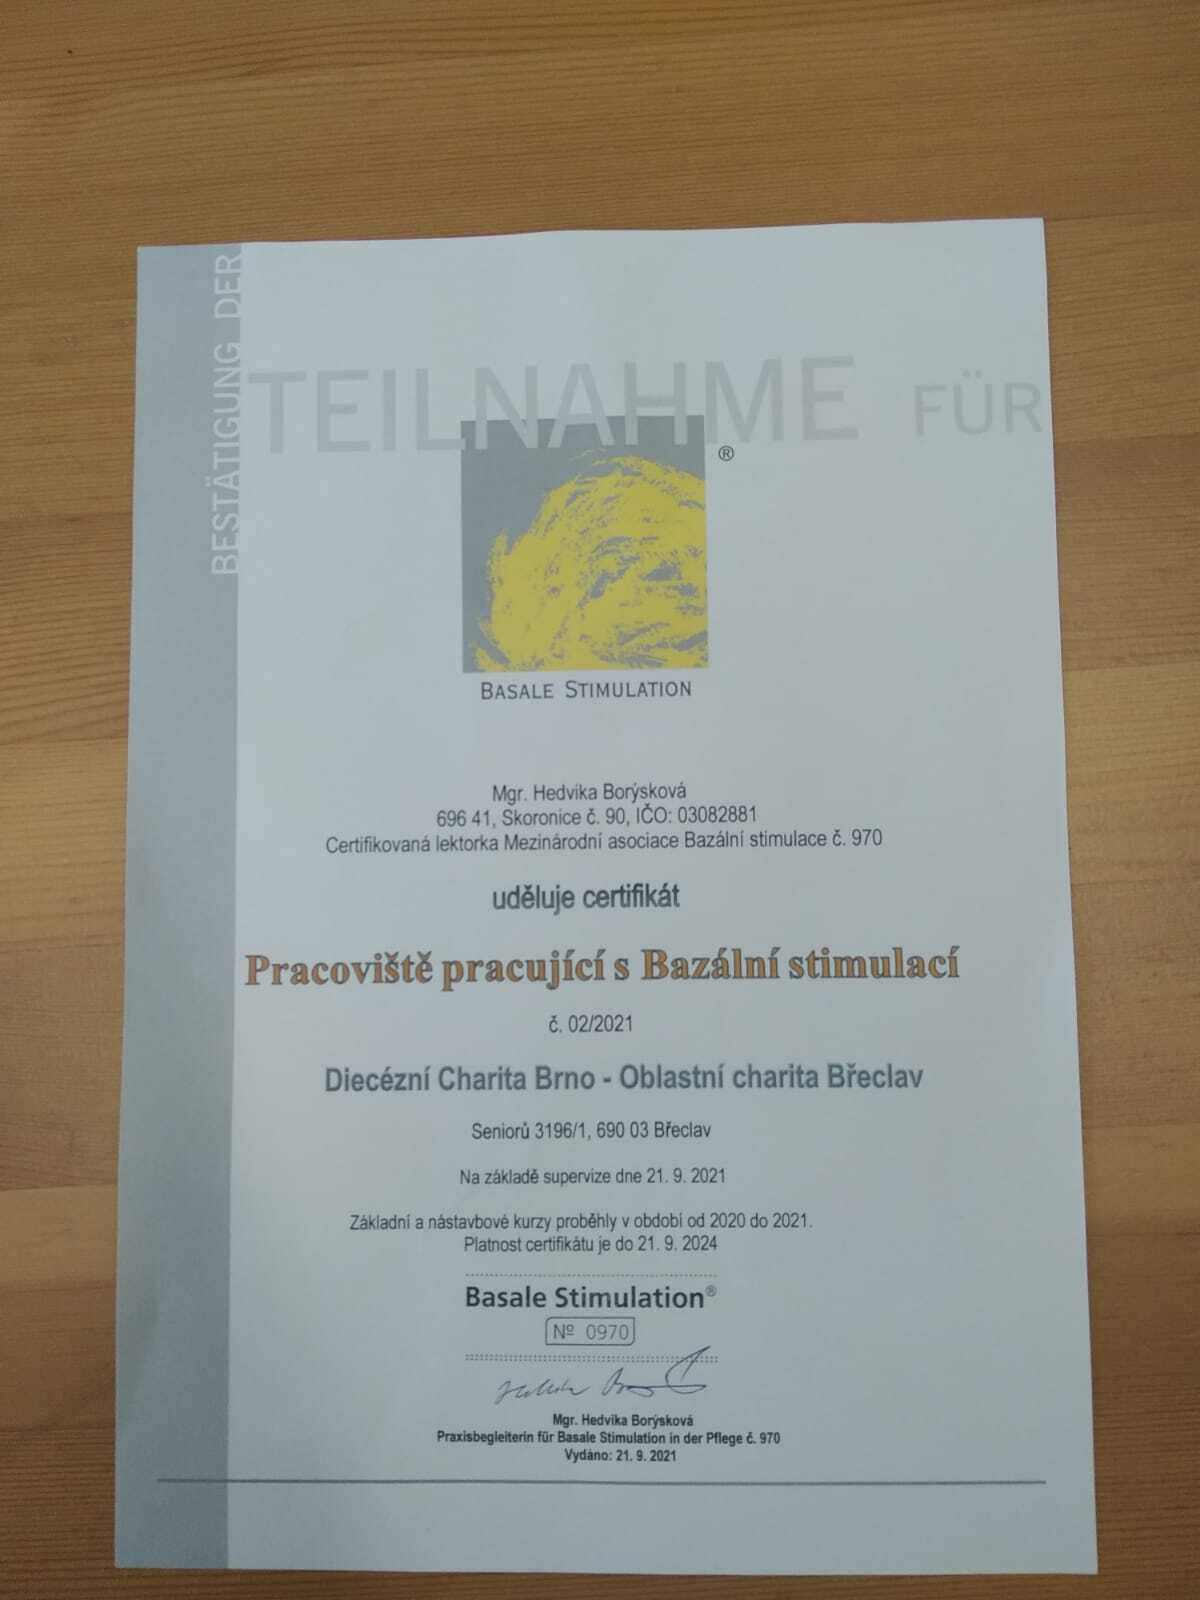 BESTÄTIGUNG DER
TEILNAHME FÜR
®
BASALE STIMULATION
Mgr. Hedvika Borýsková
696 41, Skoronice č. 90, IČO: 03082881
Certifikovaná lektorka Mezinárodní asociace Bazální stimulace č. 970
uděluje certifikát
Pracoviště pracující s Bazální stimulací
č. 02/2021
Diecézní Charita Brno - Oblastní charita Břeclav
Seniorů 3196/1, 690 03 Břeclav
Na základě supervize dne 21. 9. 2021
Základní a nástavbové kurzy proběhly v období od 2020 do 2021.
Platnost certifikátu je do 21. 9. 2024
Basale Stimulation®
Nº 0970
Mgr. Hedvika Borýsková
Praxisbegleiterin für Basale Stimulation in der Pflege č. 970
Vydáno: 21. 9. 2021